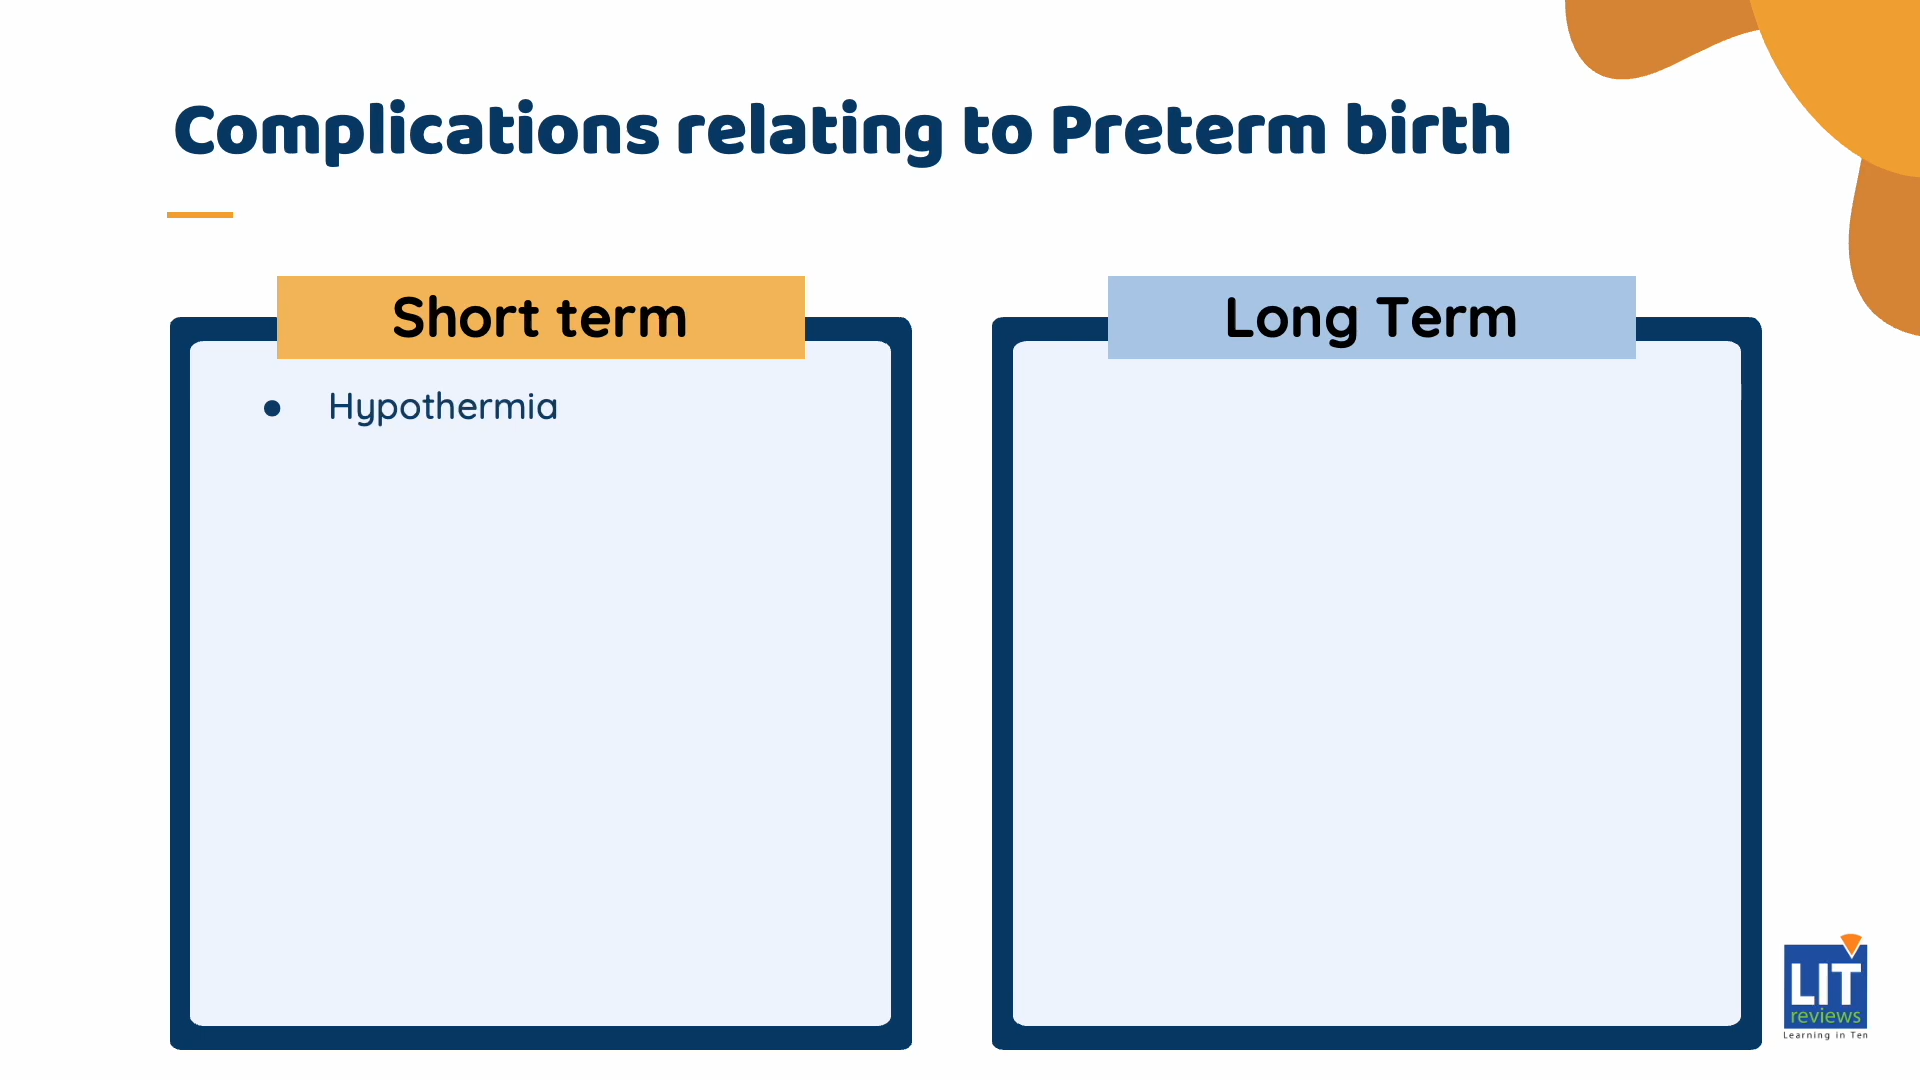 Complications relating to Preterm birth
Short term
Long Term
● Hypothermia
LIT
reviews
Learning in Ten